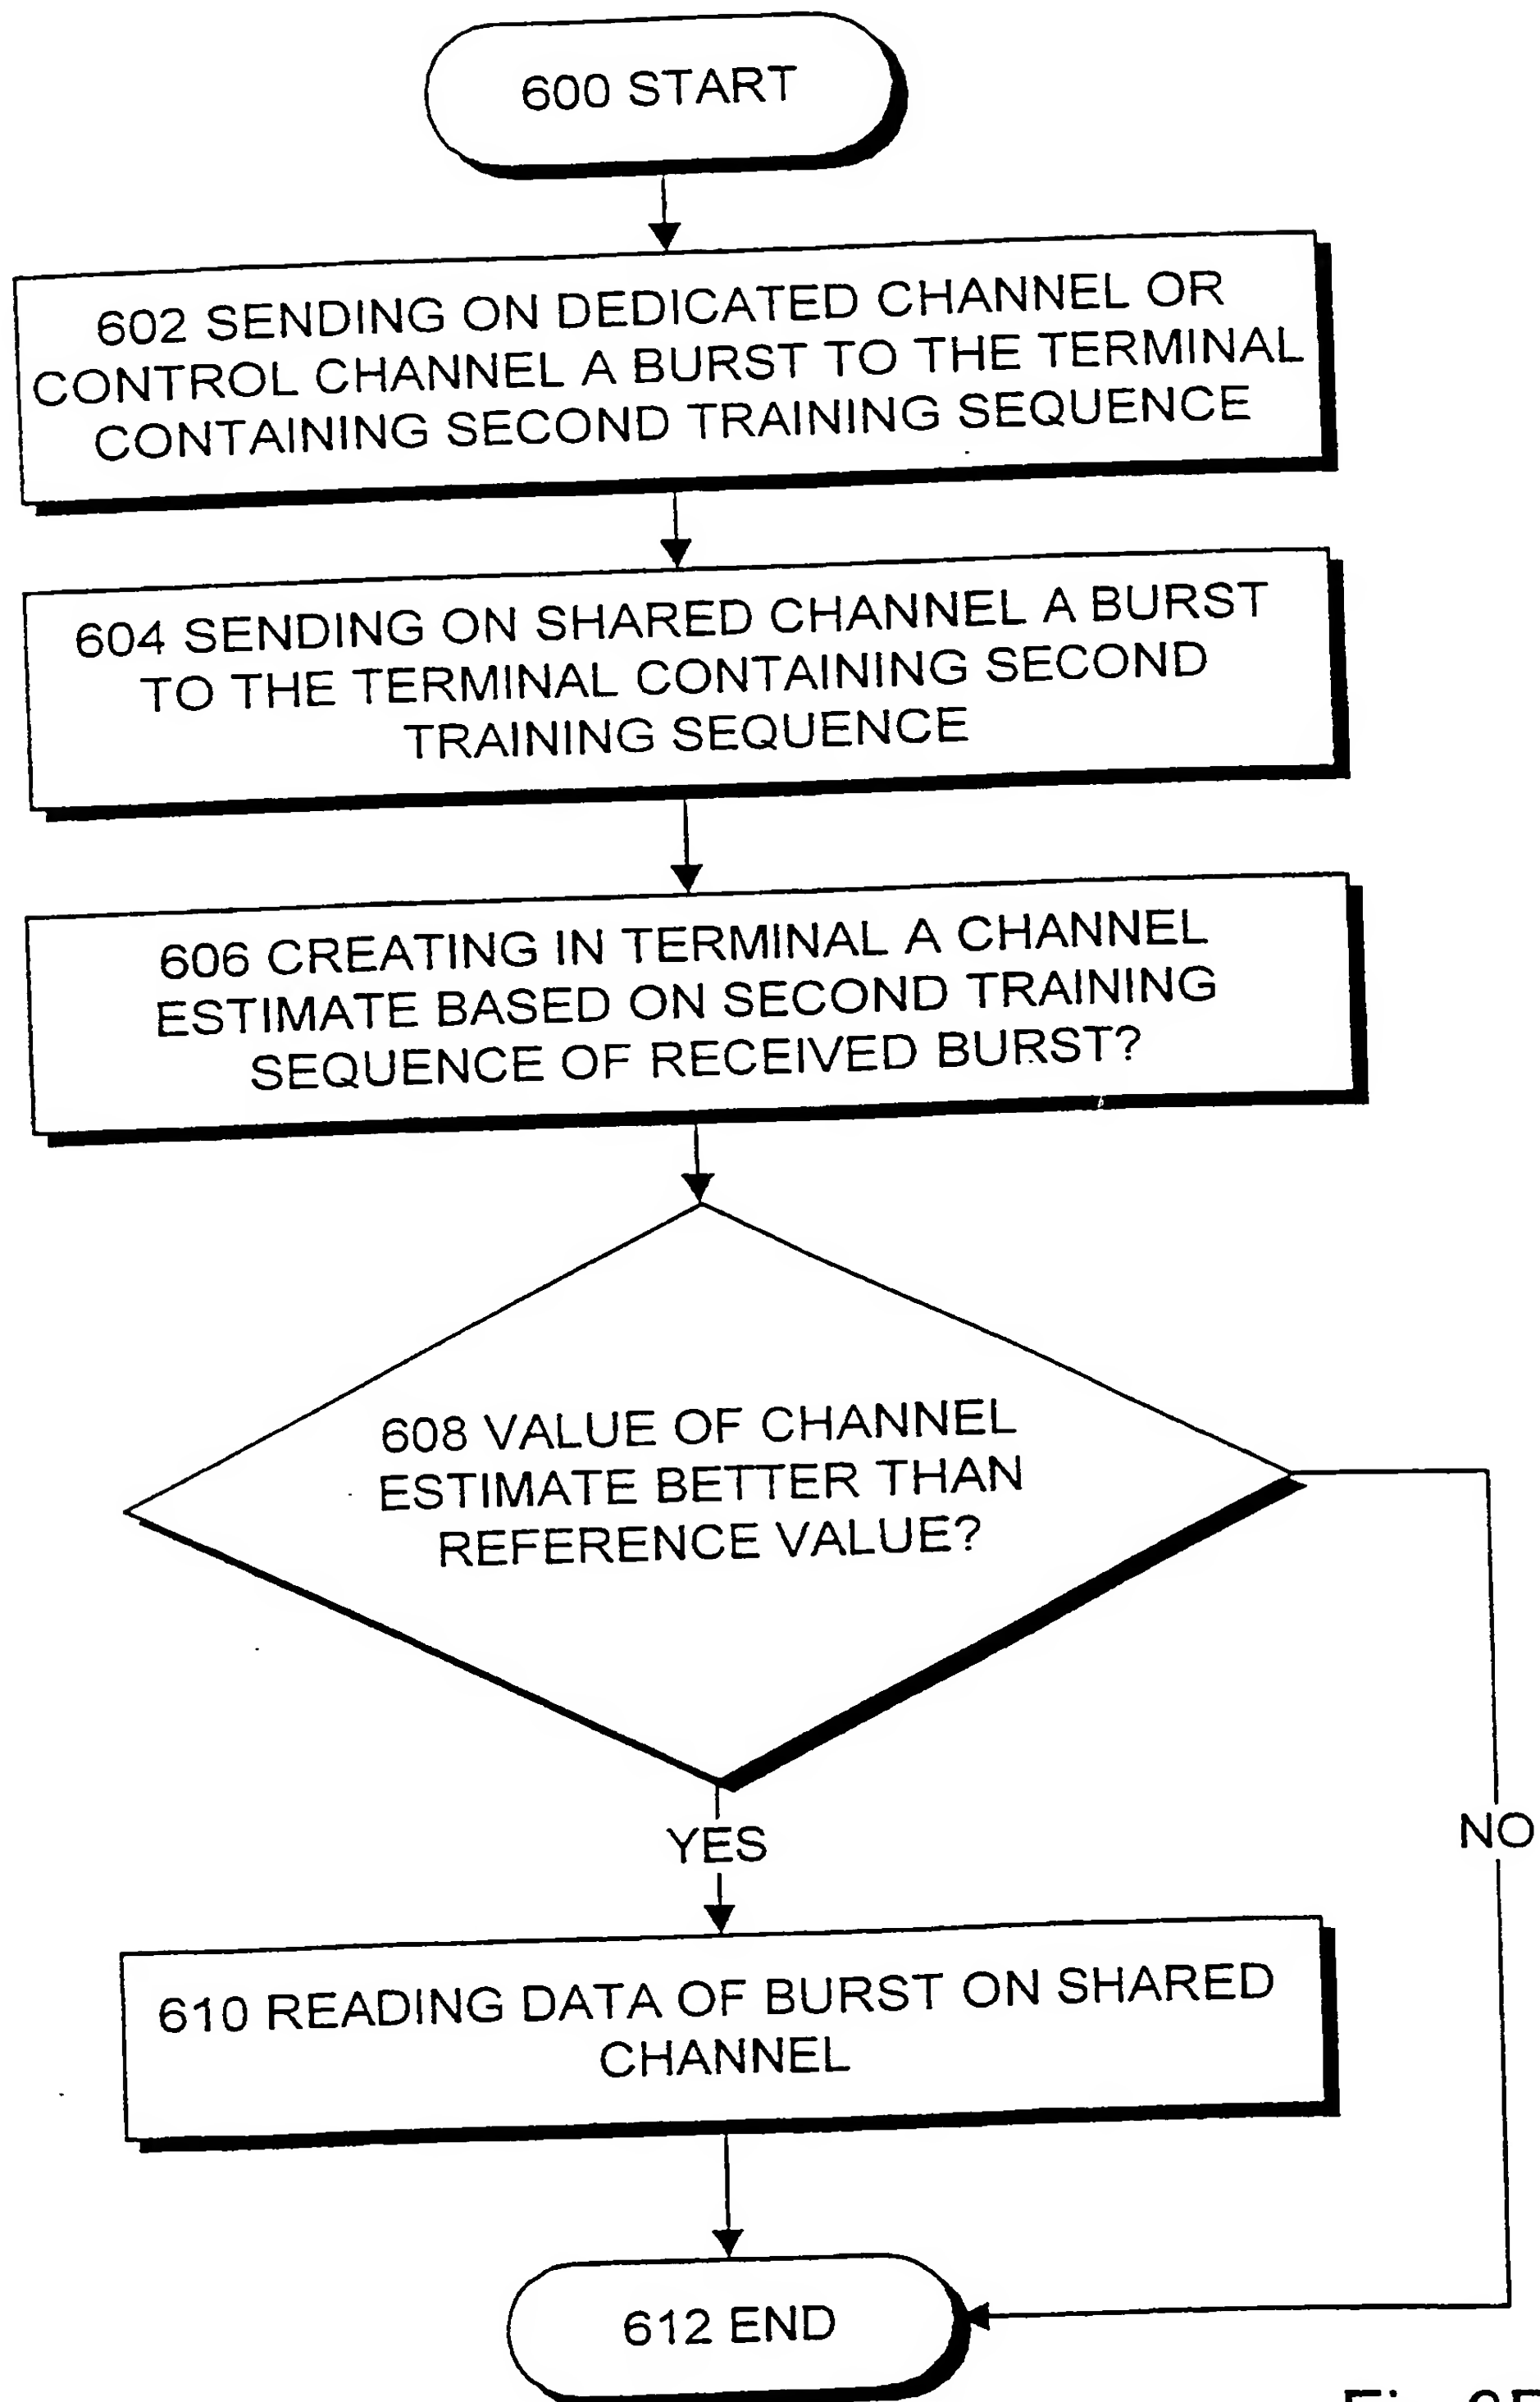 600 START
602 SENDING ON DEDICATED CHANNEL OR
CONTROL CHANNEL A BURST TO THE TERMINAL
CONTAINING SECOND TRAINING SEQUENCE
604 SENDING ON SHARED CHANNEL A BURST
TO THE TERMINAL CONTAINING SECOND
TRAINING SEQUENCE
606 CREATING IN TERMINAL A CHANNEL
ESTIMATE BASED ON SECOND TRAINING
SEQUENCE OF RECEIVED BURST?
608 VALUE OF CHANNEL
ESTIMATE BETTER THAN
REFERENCE VALUE?
YES
NO
610 READING DATA OF BURST ON SHARED
CHANNEL
612 END